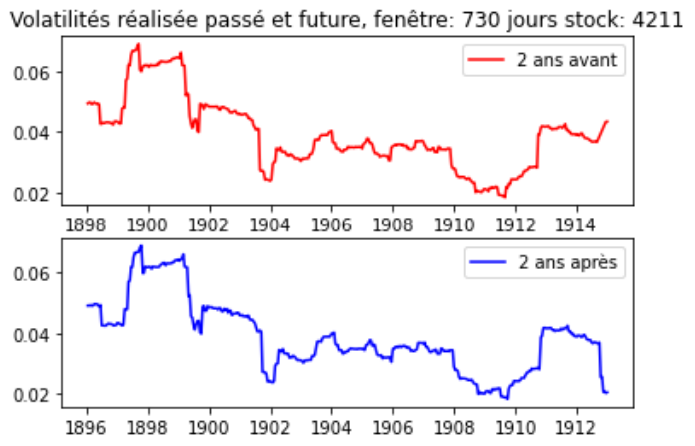 Volatilités réalisée passé et future, fenêtre: 730 jours stock: 4211
2 ans avant
0.06
0.04
0.02
1898 1900 1902 1904 1906 1908 1910 1912 1914
2 ans après
0.06
0.04
0.02
1896 1898 1900 1902 1904 1906 1908 1910 1912